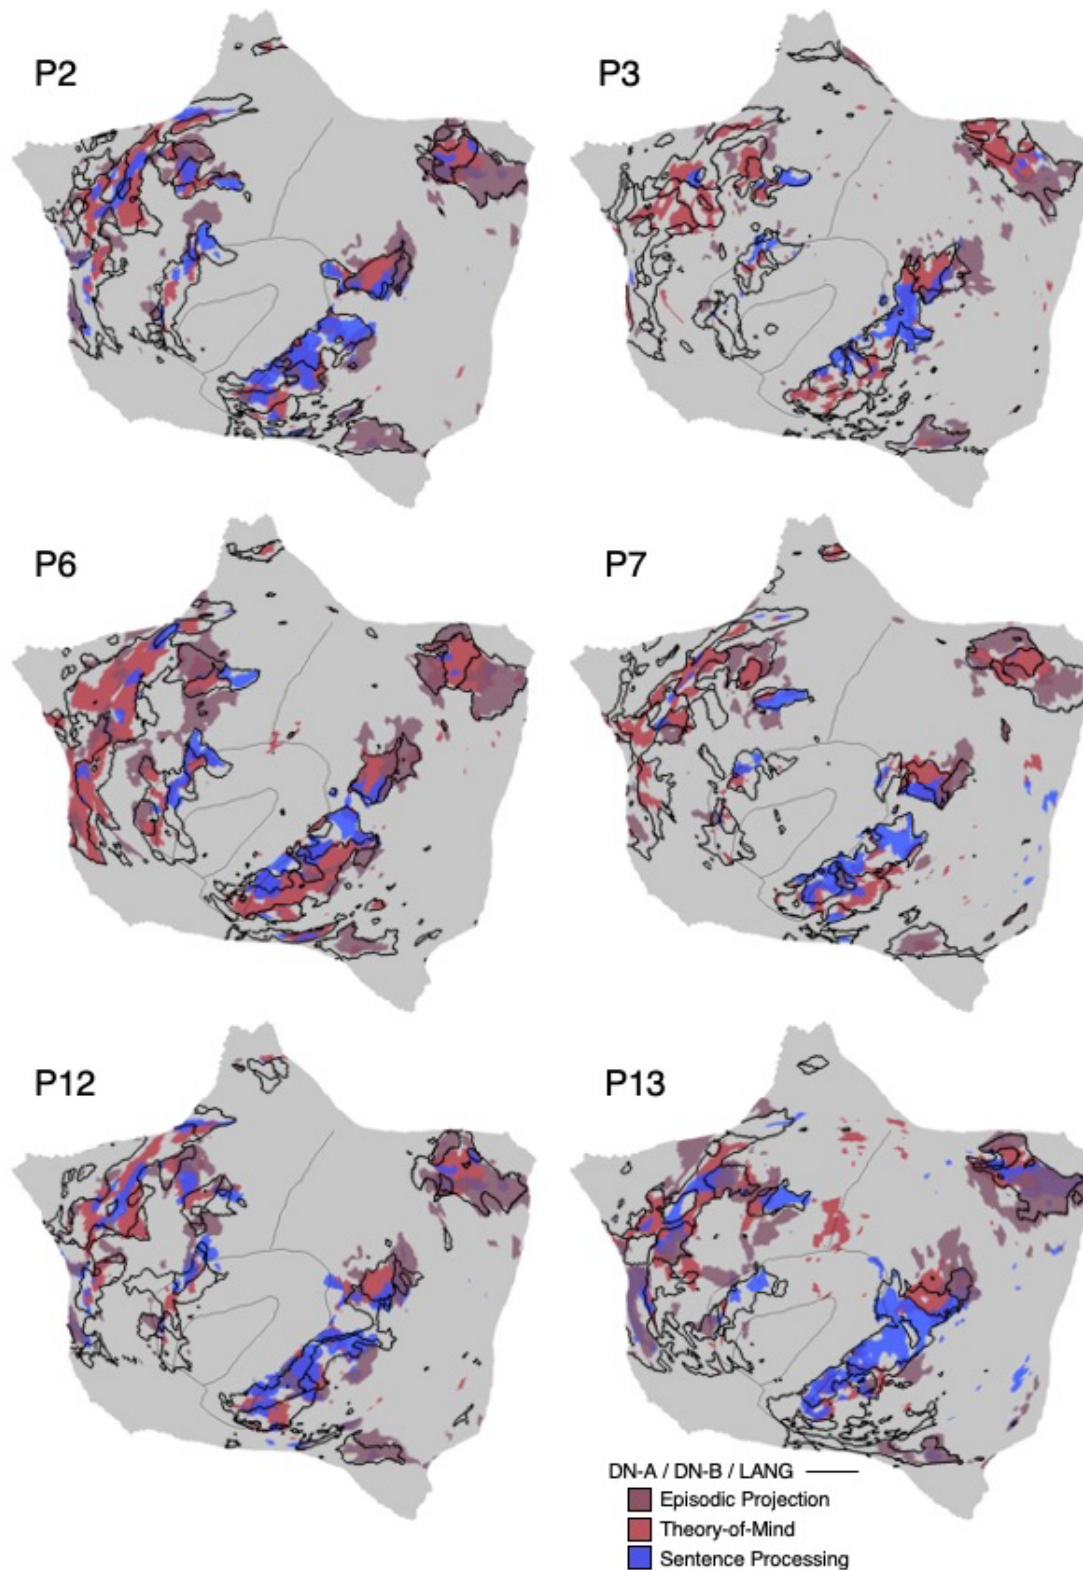 P2
P3
P6
P7
P12
P13
DN-A / DN-B / LANG
Episodic Projection
Theory-of-Mind
Sentence Processing